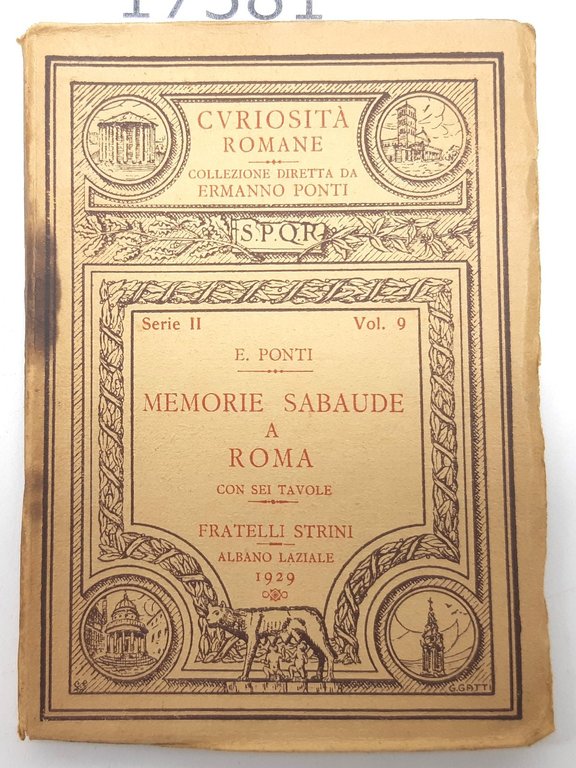 17581
CVRIOSITÀ
ROMANE
COLLEZIONE DIRETTA DA
ERMANNO PONTI
S.P.Q.R
Serie II Vol. 9
E. PONTI
MEMORIE SABAUDE
A
ROMA
CON SEI TAVOLE
FRATELLI STRINI
ALBANO LAZIALE
1929
G. GATTI